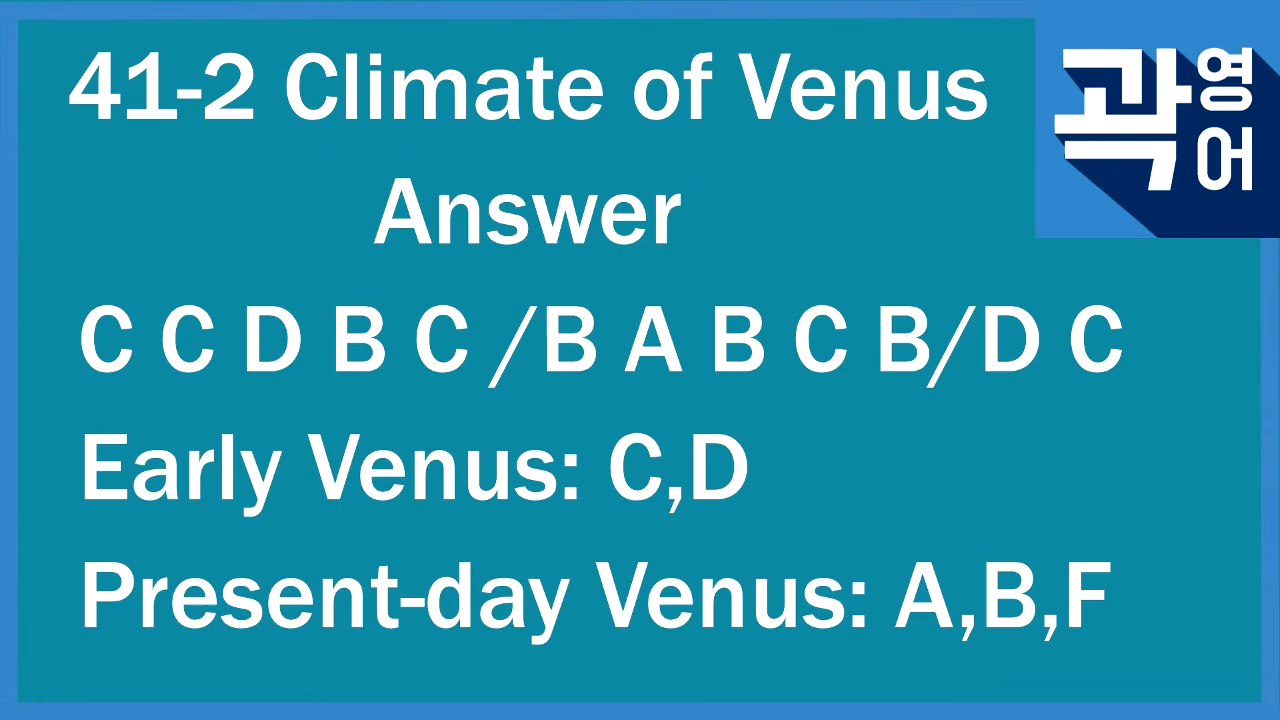 41-2 Climate of Venus
Answer
C C D B C /B A B C B/D C
Early Venus: C,D
Present-day Venus: A,B,F
곽
영
어